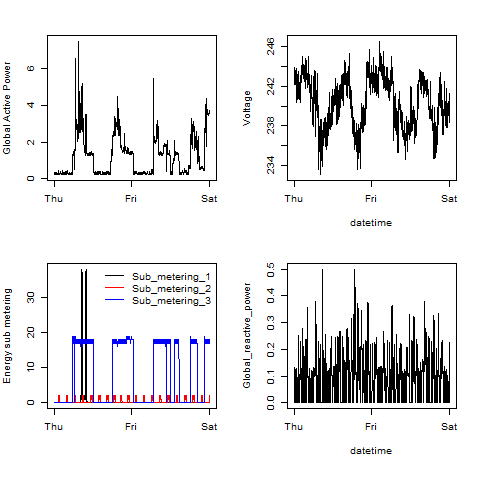 Global Active Power
6
4
2
0
Thu
Fri
Sat
Voltage
246
242
238
234
Thu
Fri
Sat
datetime
Energy sub metering
30
20
10
0
Sub_metering_1
Sub_metering_2
Sub_metering_3
Thu
Fri
Sat
Global_reactive_power
0.5
0.4
0.3
0.2
0.1
0.0
Thu
Fri
Sat
datetime